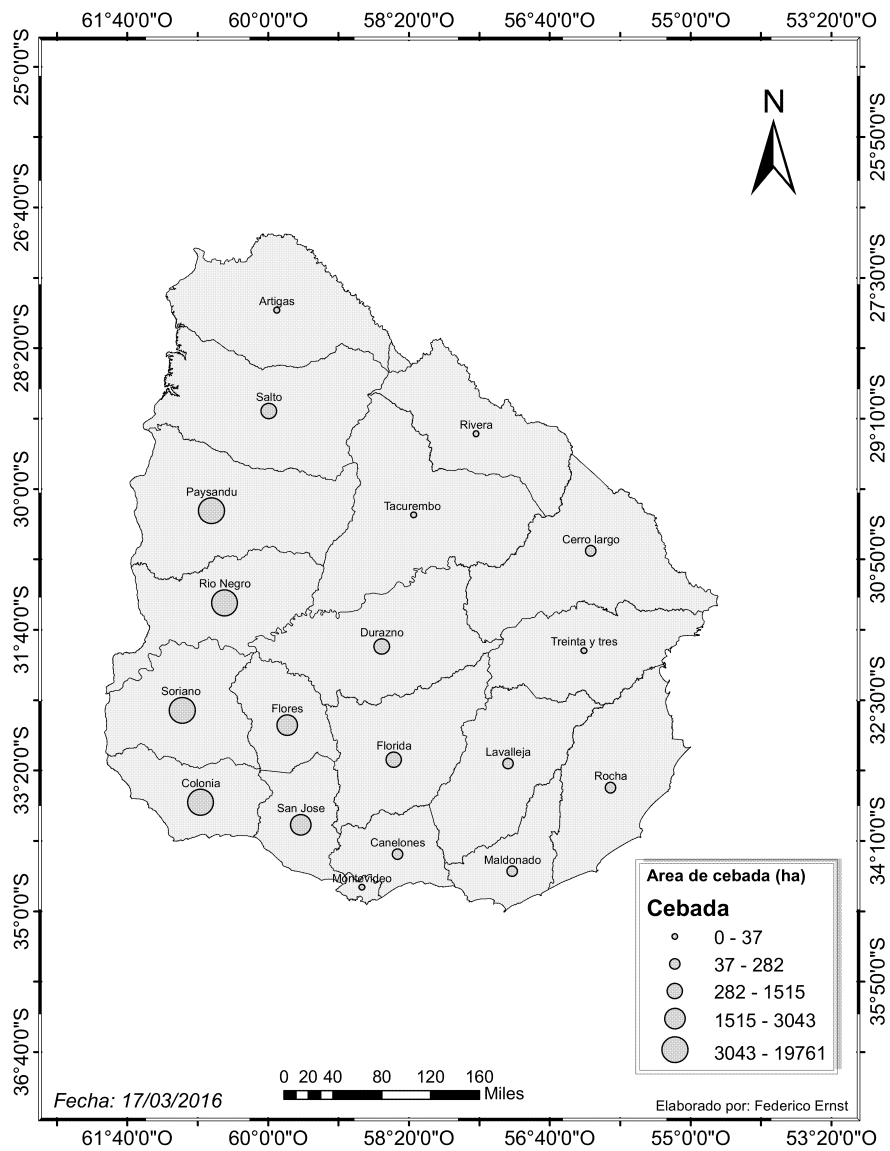 61°40'0"O 60°0'0"O 58°20'0"O 56°40'0"O 55°0'0"O 53°20'0"O
25°0'0"S
26°40'0"S
28°20'0"S
30°0'0"S
31°40'0"S
33°20'0"S
35°0'0"S
36°40'0"S
25°50'0"S
27°30'0"S
29°10'0"S
30°50'0"S
32°30'0"S
34°10'0"S
35°50'0"S
N
Artigas
Salto
Rivera
Paysandu
Tacurembo
Cerro largo
Rio Negro
Durazno
Treinta y tres
Soriano
Flores
Florida
Lavalleja
Rocha
Colonia
San Jose
Canelones
Maldonado
Montevideo
Area de cebada (ha)
Cebada
0 - 37
37 - 282
282 - 1515
1515 - 3043
3043 - 19761
0 20 40 80 120 160
Miles
Fecha: 17/03/2016
Elaborado por: Federico Ernst
61°40'0"O 60°0'0"O 58°20'0"O 56°40'0"O 55°0'0"O 53°20'0"O